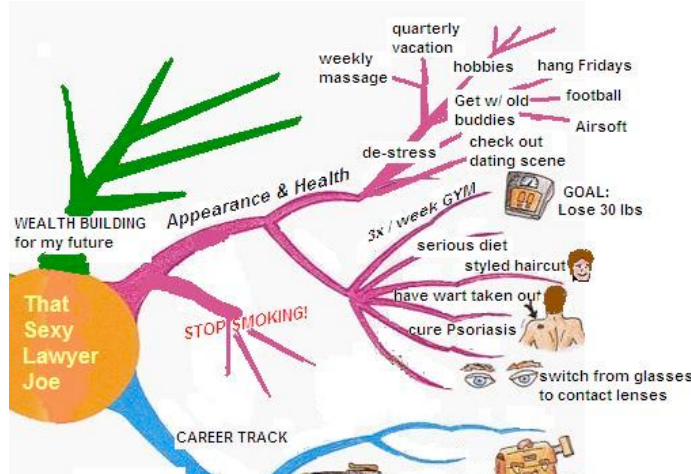 quarterly
vacation
weekly
massage
hobbies
hang Fridays
Get w/ old
buddies
football
Airsoft
check out
dating scene
de-stress
Appearance & Health
3x / week GYM
GOAL:
Lose 30 lbs
WEALTH BUILDING
for my future
serious diet
styled haircut
have wart taken out
cure Psoriasis
switch from glasses
to contact lenses
STOP SMOKING!
That
Sexy
Lawyer
Joe
CAREER TRACK